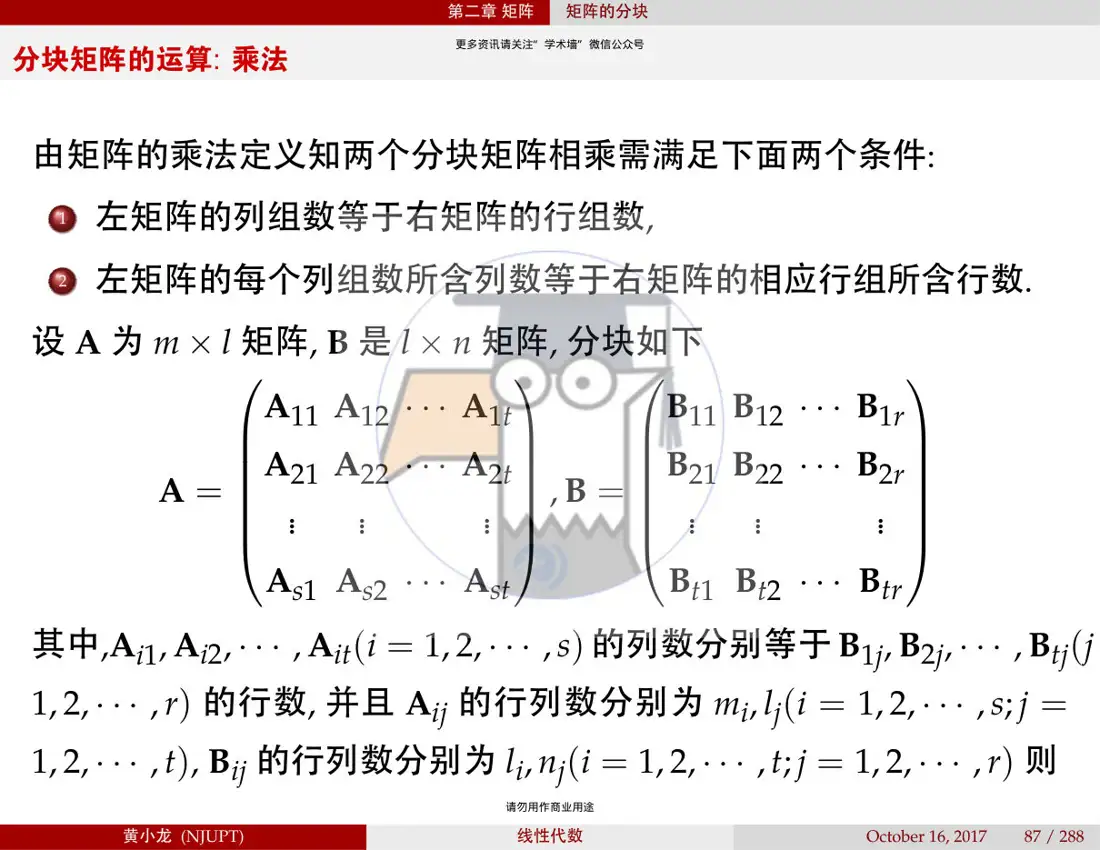 第二章 矩阵 矩阵的分块
更多资讯请关注“学术墙”微信公众号
分块矩阵的运算: 乘法
由矩阵的乘法定义知两个分块矩阵相乘需满足下面两个条件:
1 左矩阵的列组数等于右矩阵的行组数,
2 左矩阵的每个列组数所含列数等于右矩阵的相应行组所含行数.
设 A 为 m × l 矩阵, B 是 l × n 矩阵, 分块如下
A = ( A11 A12 ⋯ A1t
A21 A22 ⋯ A2t
⋮ ⋮ ⋮
As1 As2 ⋯ Ast ) , B = ( B11 B12 ⋯ B1r
B21 B22 ⋯ B2r
⋮ ⋮ ⋮
Bt1 Bt2 ⋯ Btr )
其中,Ai1, Ai2, ⋯ , Ait(i = 1, 2, ⋯ , s) 的列数分别等于 B1j, B2j, ⋯ , Btj(j
1, 2, ⋯ , r) 的行数, 并且 Aij 的行列数分别为 mi, lj(i = 1, 2, ⋯ , s; j =
1, 2, ⋯ , t), Bij 的行列数分别为 li, nj(i = 1, 2, ⋯ , t; j = 1, 2, ⋯ , r) 则
请勿用作商业用途
黄小龙 (NJUPT) 线性代数 October 16, 2017 87 / 288